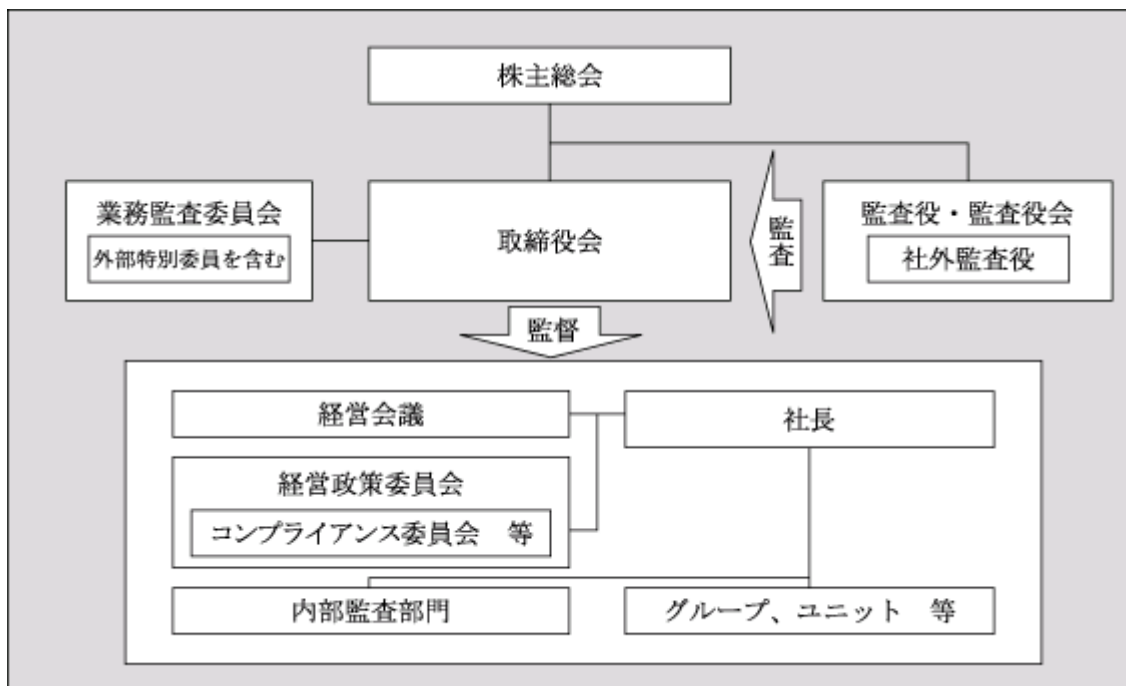 株主総会
業務監査委員会
外部特別委員を含む
取締役会
監査
監査役・監査役会
社外監査役
監督
経営会議
社長
経営政策委員会
コンプライアンス委員会　等
内部監査部門
グループ、ユニット　等